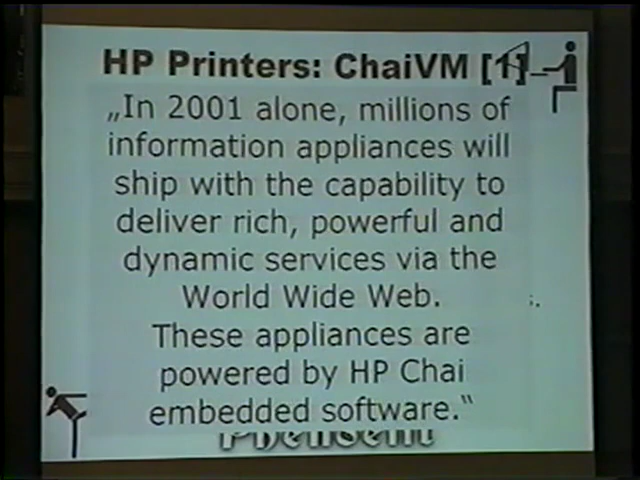 HP Printers: ChaiVM [1]
„In 2001 alone, millions of
information appliances will
ship with the capability to
deliver rich, powerful and
dynamic services via the
World Wide Web.
These appliances are
powered by HP Chai
embedded software.“
s.
Phenoelit